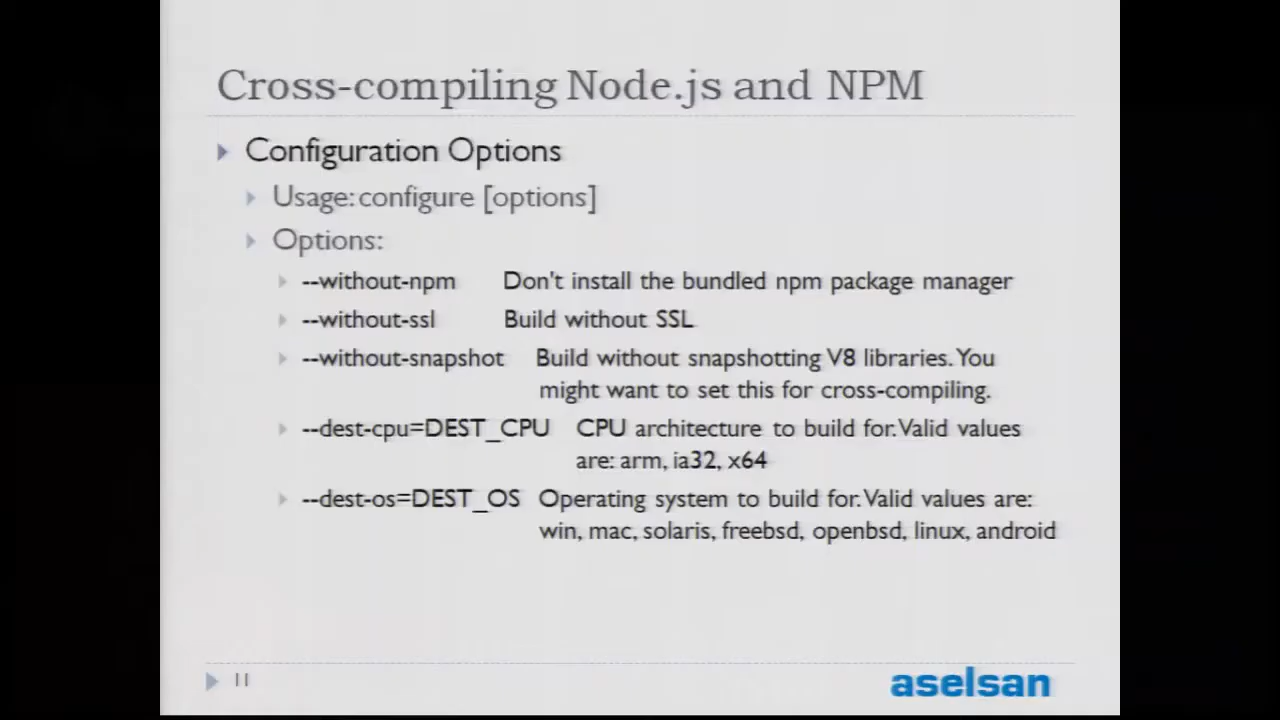 Cross-compiling Node.js and NPM
Configuration Options
Usage: configure [options]
Options:
--without-npm Don't install the bundled npm package manager
--without-ssl Build without SSL
--without-snapshot Build without snapshotting V8 libraries. You
might want to set this for cross-compiling.
--dest-cpu=DEST_CPU CPU architecture to build for. Valid values
are: arm, ia32, x64
--dest-os=DEST_OS Operating system to build for. Valid values are:
win, mac, solaris, freebsd, openbsd, linux, android
11
aselsan